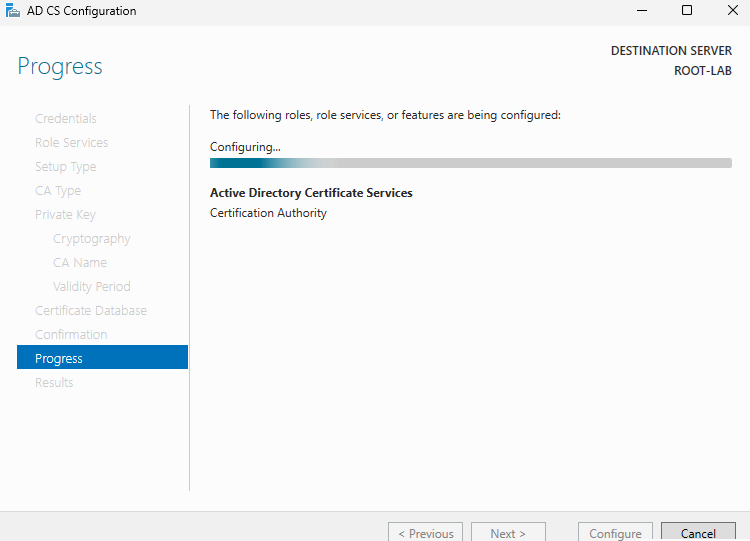 AD CS Configuration
Progress
DESTINATION SERVER
ROOT-LAB
Credentials
Role Services
Setup Type
CA Type
Private Key
Cryptography
CA Name
Validity Period
Certificate Database
Confirmation
Progress
Results
The following roles, role services, or features are being configured:
Configuring...
Active Directory Certificate Services
Certification Authority
< Previous
Next >
Configure
Cancel